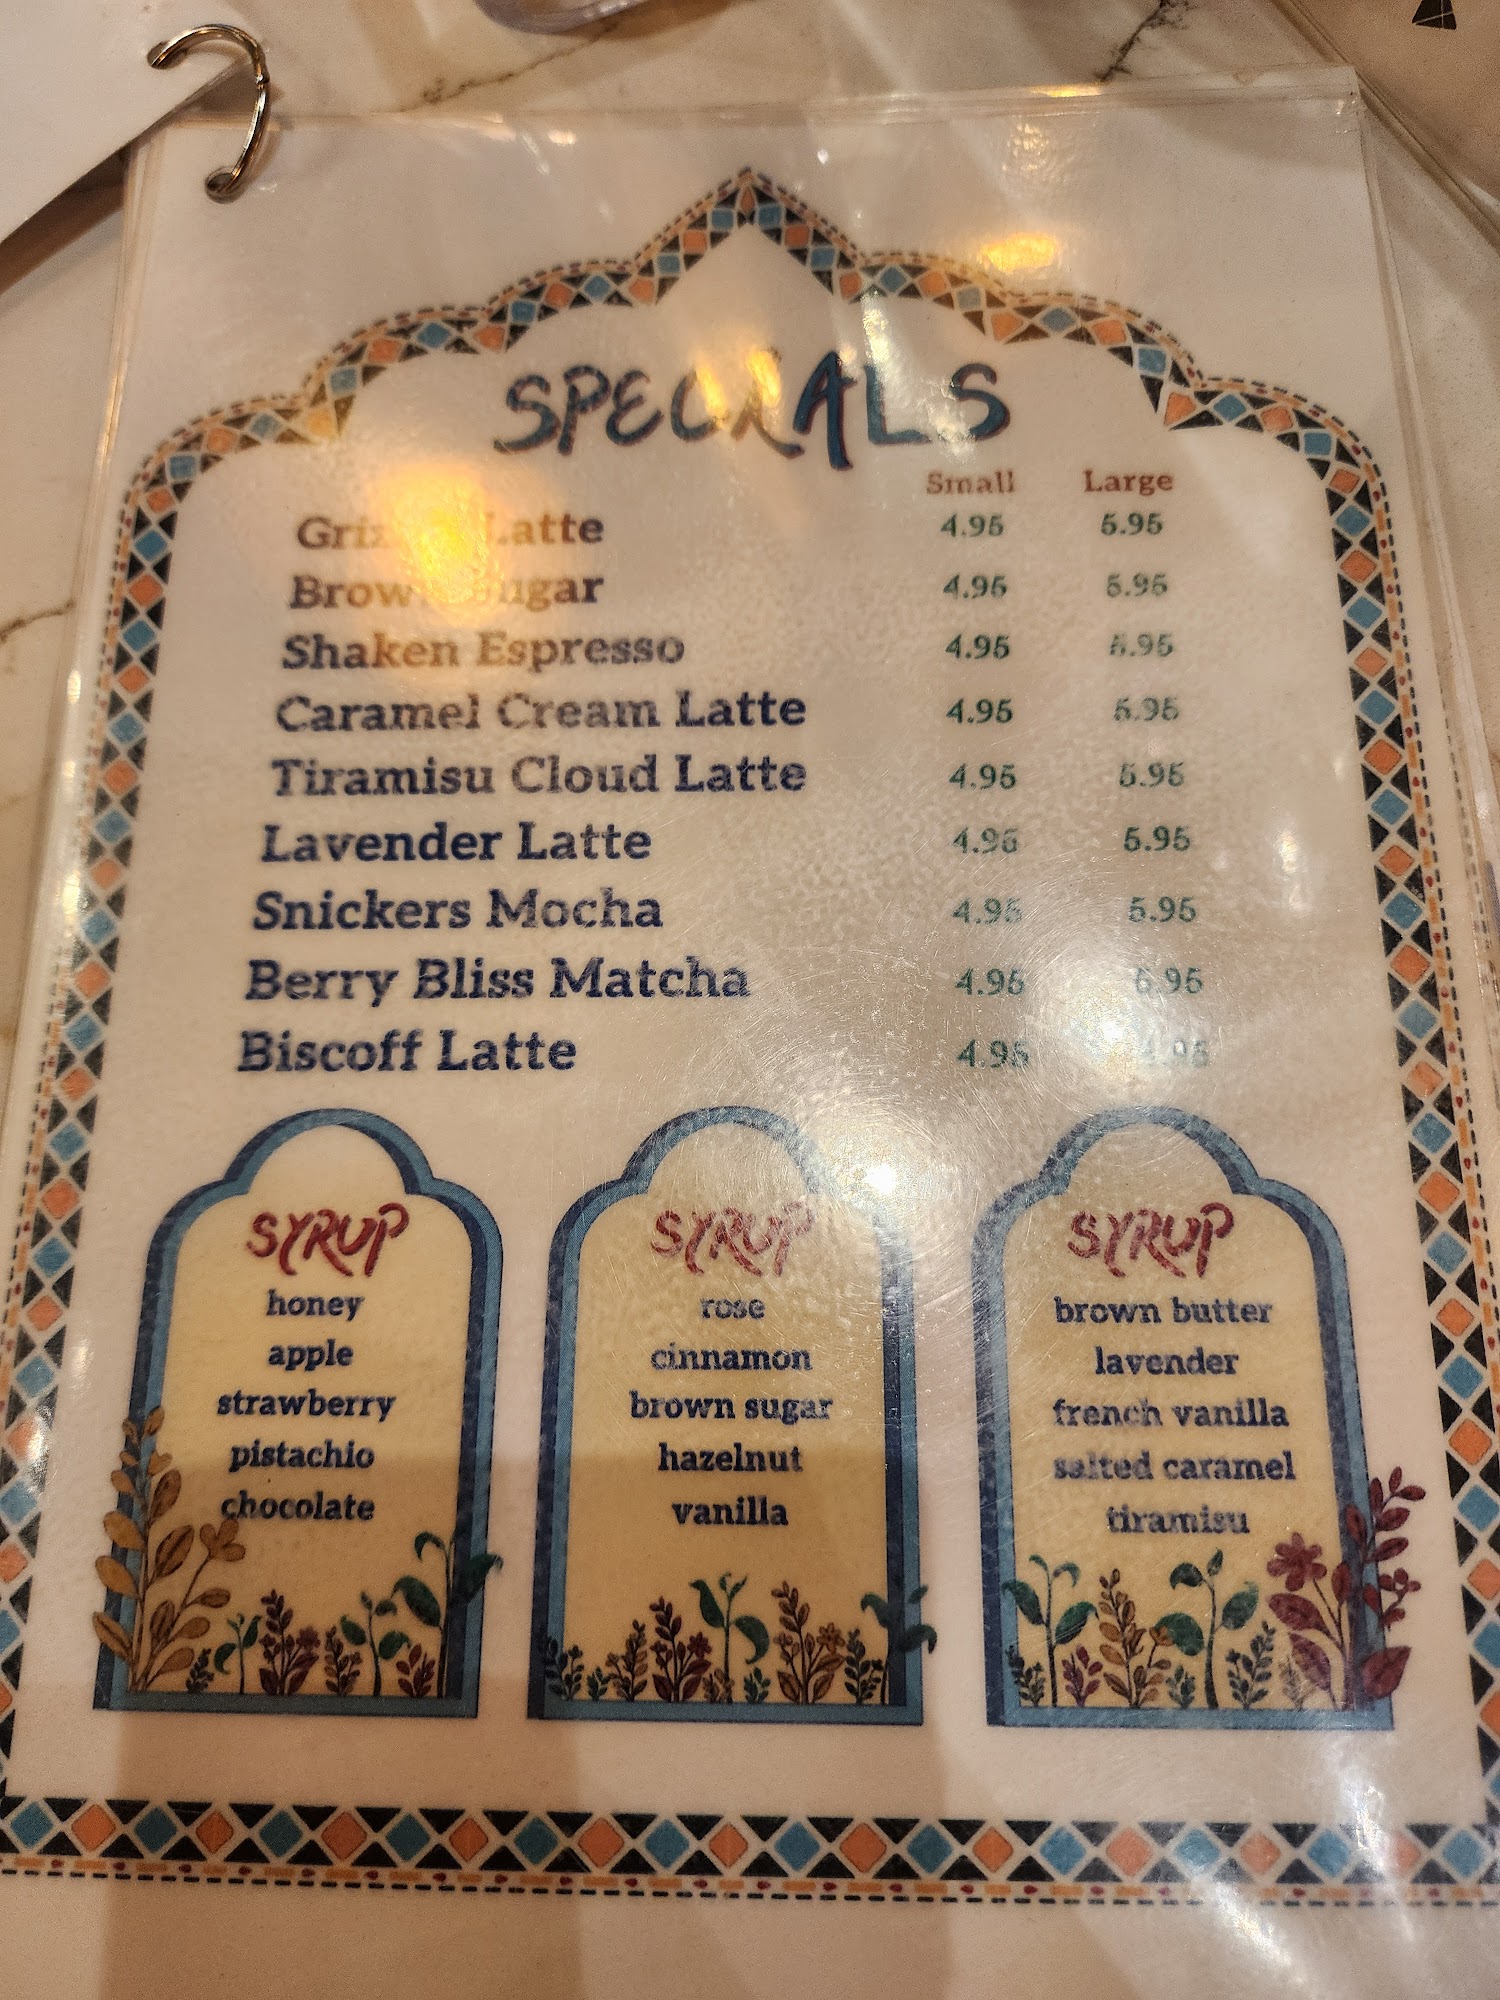 SPECIALS
Small Large
Latte 4.95 5.95
Brown Sugar 4.95 5.95
Shaken Espresso 4.95 5.95
Caramel Cream Latte 4.95 5.95
Tiramisu Cloud Latte 4.95 5.95
Lavender Latte 4.95 5.95
Snickers Mocha 4.95 5.95
Berry Bliss Matcha 4.95 5.95
Biscoff Latte 4.95
SYRUP
honey
apple
strawberry
pistachio
chocolate
SYRUP
rose
cinnamon
brown sugar
hazelnut
vanilla
SYRUP
brown butter
lavender
french vanilla
salted caramel
tiramisu